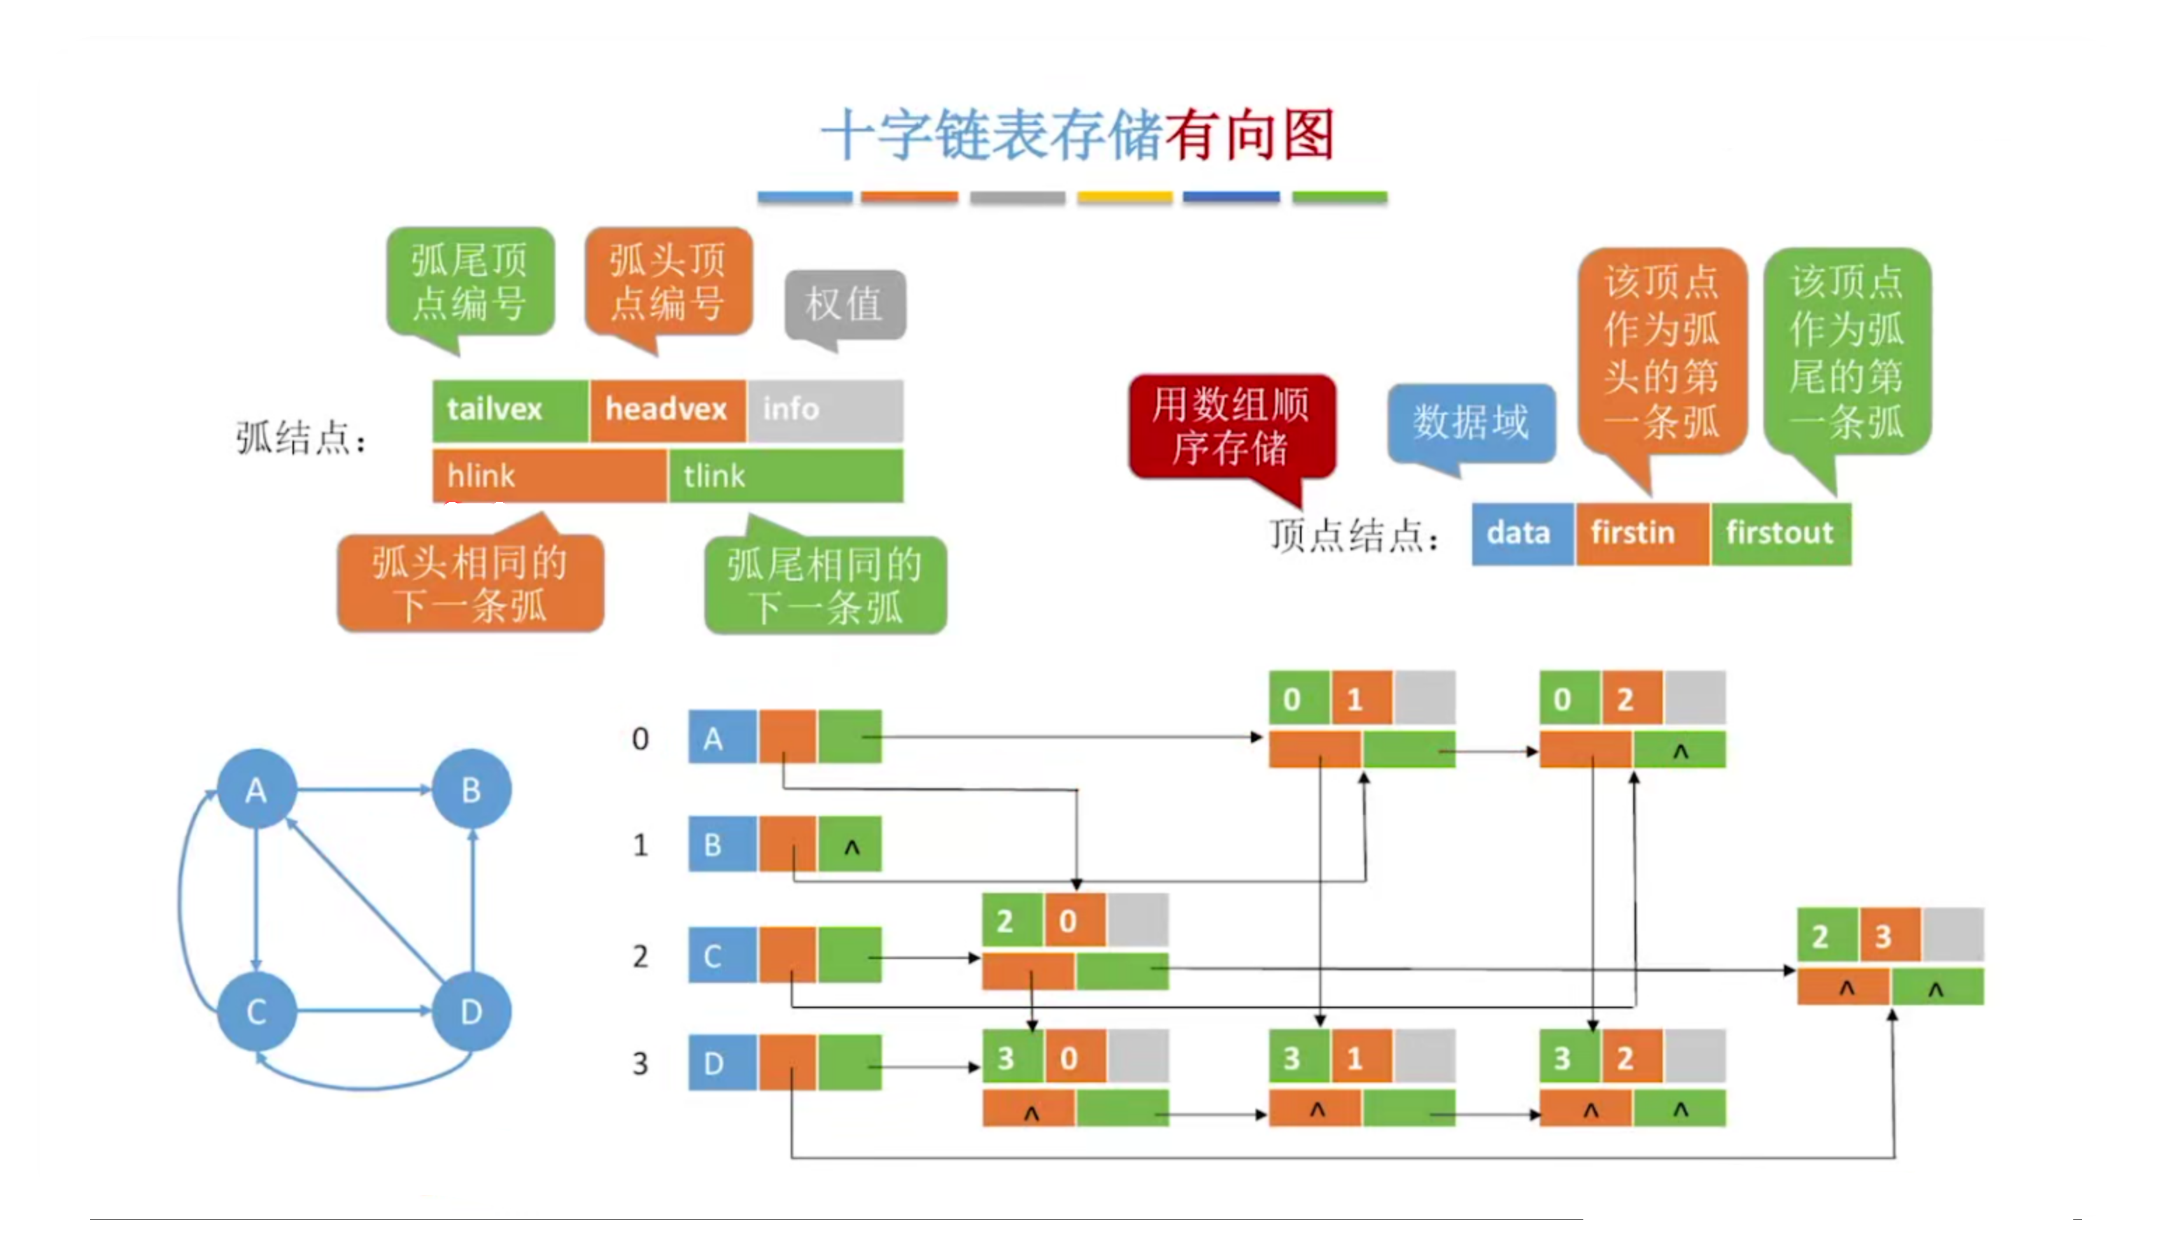 十字链表存储有向图
弧尾顶
点编号
弧头顶
点编号
权值
该顶点
作为弧
头的第
一条弧
该顶点
作为弧
尾的第
一条弧
用数组顺
序存储
数据域
弧结点：
tailvex headvex info
hlink tlink
顶点结点：
data firstin firstout
弧头相同的
下一条弧
弧尾相同的
下一条弧
A B
C D
0 A
0 1
0 2
^
1 B ^
2 C
2 0
2 3
^ ^
3 D
3 0
^
3 1
^
3 2
^ ^